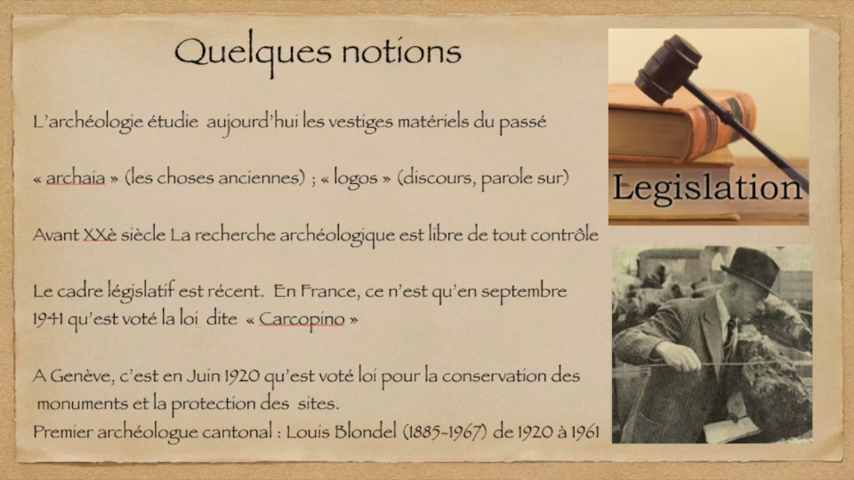 Quelques notions
L'archéologie étudie aujourd'hui les vestiges matériels du passé
« archaia » (les choses anciennes) ; « logos » (discours, parole sur)
Avant XXè siècle La recherche archéologique est libre de tout contrôle
Le cadre législatif est récent. En France, ce n'est qu'en septembre
1941 qu'est voté la loi dite « Carcopino »
A Genève, c'est en Juin 1920 qu'est voté loi pour la conservation des
monuments et la protection des sites.
Premier archéologue cantonal : Louis Blondel (1885-1967) de 1920 à 1961
Legislation